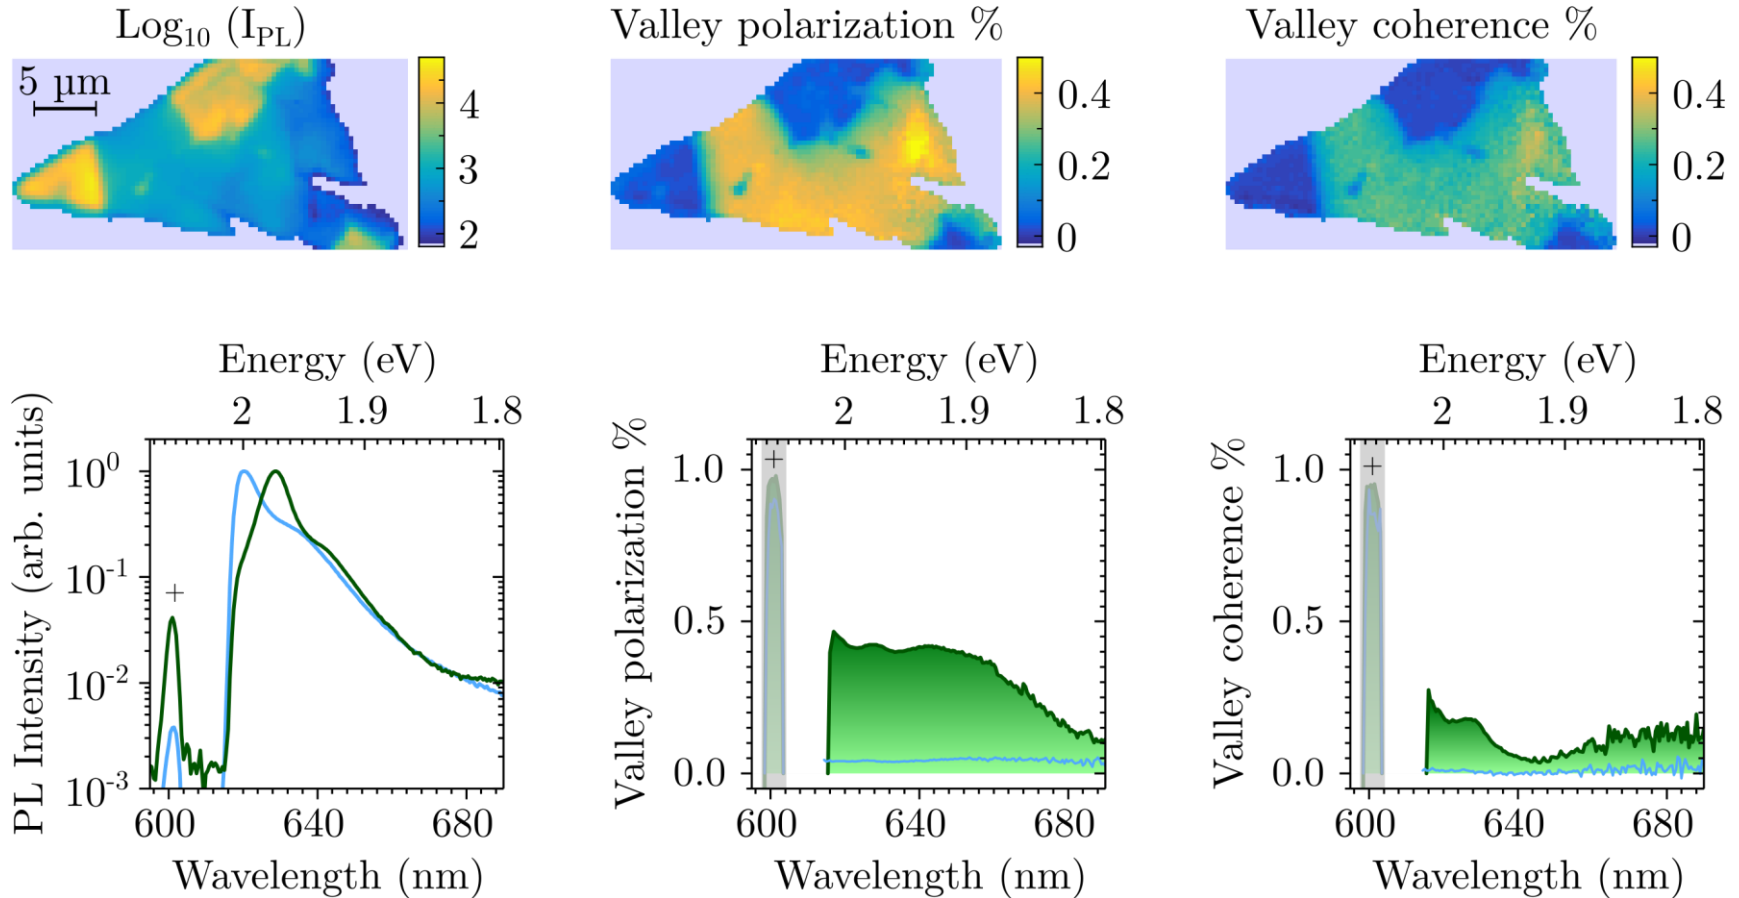 Log₁₀ (I_PL)
Valley polarization %
Valley coherence %
5 µm
4
3
2
0.4
0.2
0
0.4
0.2
0
Energy (eV)
Energy (eV)
Energy (eV)
2 1.9 1.8
2 1.9 1.8
2 1.9 1.8
PL Intensity (arb. units)
10⁰
10⁻¹
10⁻²
10⁻³
+
600 640 680
Wavelength (nm)
Valley polarization %
1.0
0.5
0.0
+
600 640 680
Wavelength (nm)
Valley coherence %
1.0
0.5
0.0
+
600 640 680
Wavelength (nm)